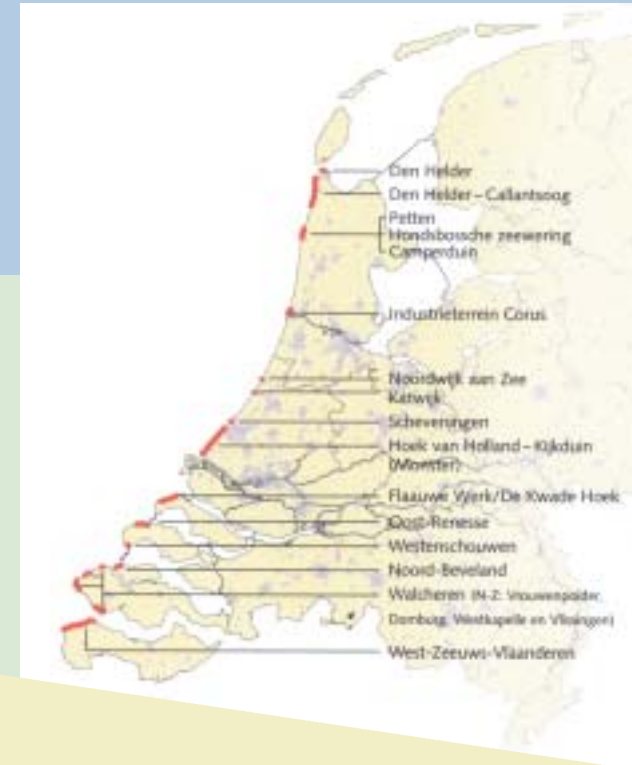 Den Helder
Den Helder – Callantsoog
Petten
Hondsbossche zeewering
Camperduin
Industrieterrein Corus
Noordwijk aan Zee
Katwijk
Scheveningen
Hoek van Holland – Kijkduin
(Monster)
Flaauwe Werk/De Kwade Hoek
Oost-Renesse
Westenschouwen
Noord-Beveland
Walcheren (N-Z: Vrouwenpolder,
Domburg, Westkapelle en Vlissingen)
West-Zeeuws-Vlaanderen